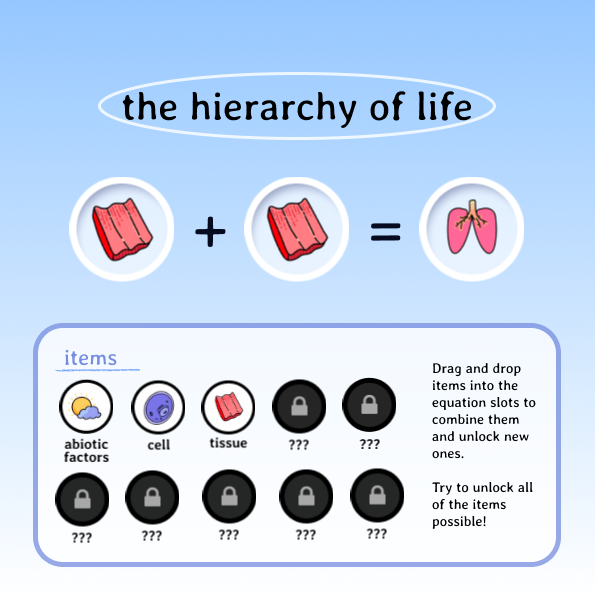 the hierarchy of life
+ =
items
Drag and drop
items into the
equation slots to
combine them
and unlock new
ones.
Try to unlock all
of the items
possible!
abiotic
factors
cell
tissue
???
???
???
???
???
???
???